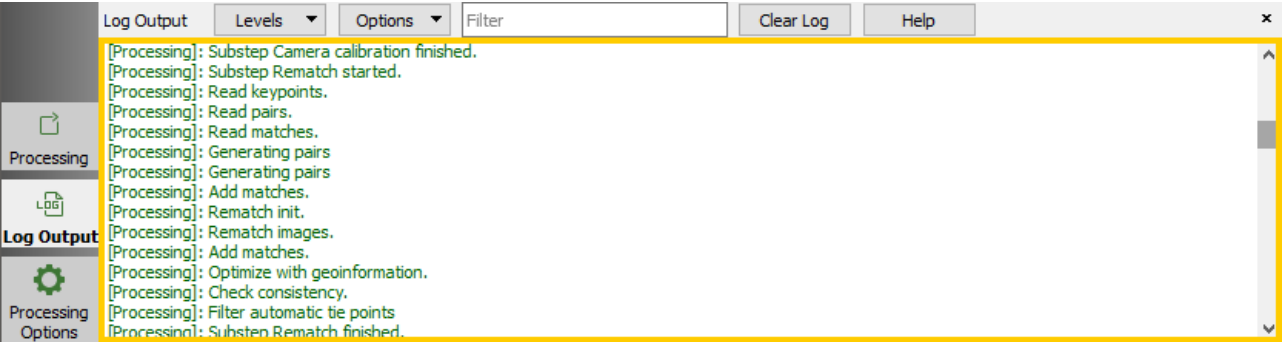 Log Output Levels Options Filter Clear Log Help ×
[Processing]: Substep Camera calibration finished.
[Processing]: Substep Rematch started.
[Processing]: Read keypoints.
[Processing]: Read pairs.
[Processing]: Read matches.
[Processing]: Generating pairs
[Processing]: Generating pairs
[Processing]: Add matches.
[Processing]: Rematch init.
[Processing]: Rematch images.
[Processing]: Add matches.
[Processing]: Optimize with geoinformation.
[Processing]: Check consistency.
[Processing]: Filter automatic tie points
[Processing]: Substep Rematch finished.
Processing
LOG
Log Output
Processing
Options